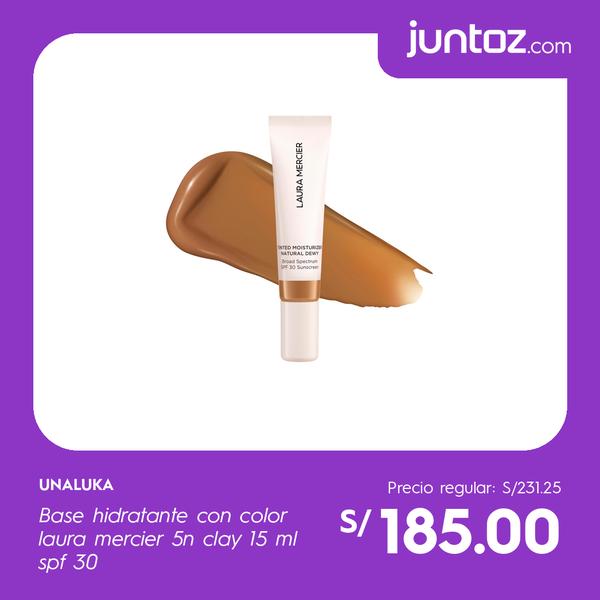 juntoz.com
LAURA MERCIER
TINTED MOISTURIZER
NATURAL DEWY
Broad Spectrum
SPF 30 Sunscreen
UNALUKA
Base hidratante con color
laura mercier 5n clay 15 ml
spf 30
Precio regular: S/231.25
S/185.00